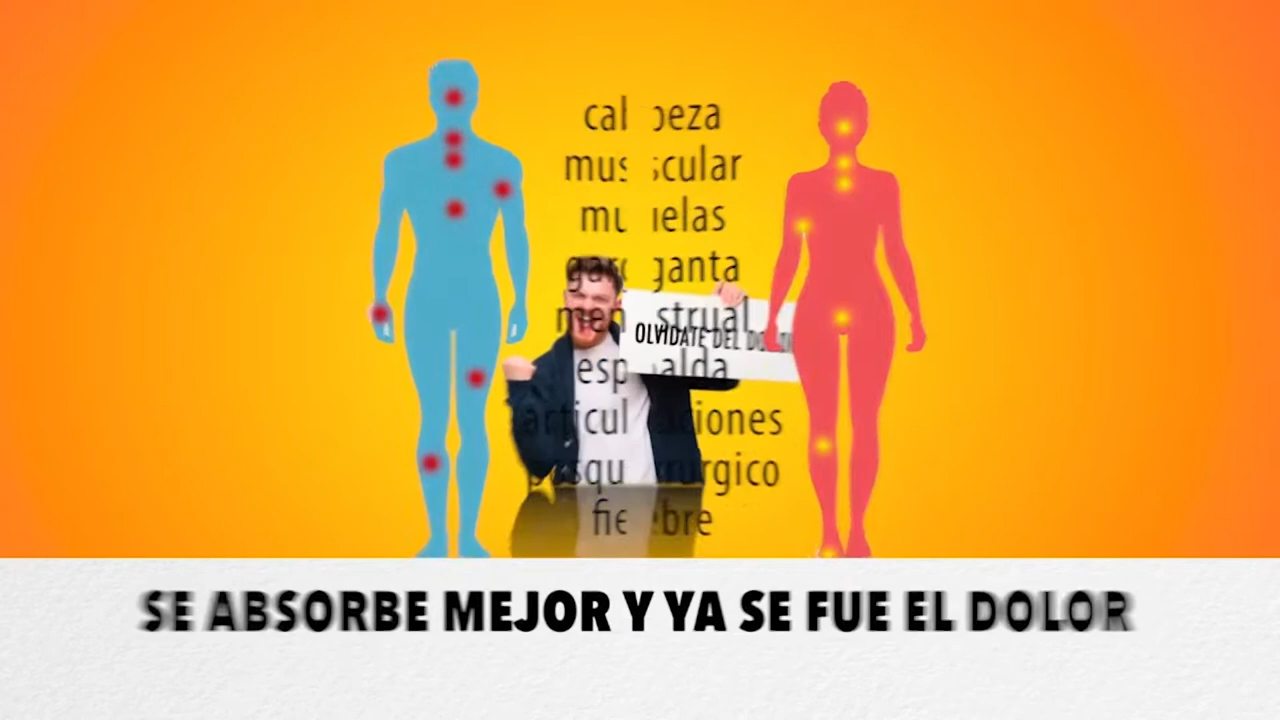 cabeza
muscular
muelas
garganta
menstrual
OLVIDATE DEL DOLOR
espalda
articulaciones
posquirúrgico
fiebre
SE ABSORBE MEJOR Y YA SE FUE EL DOLOR